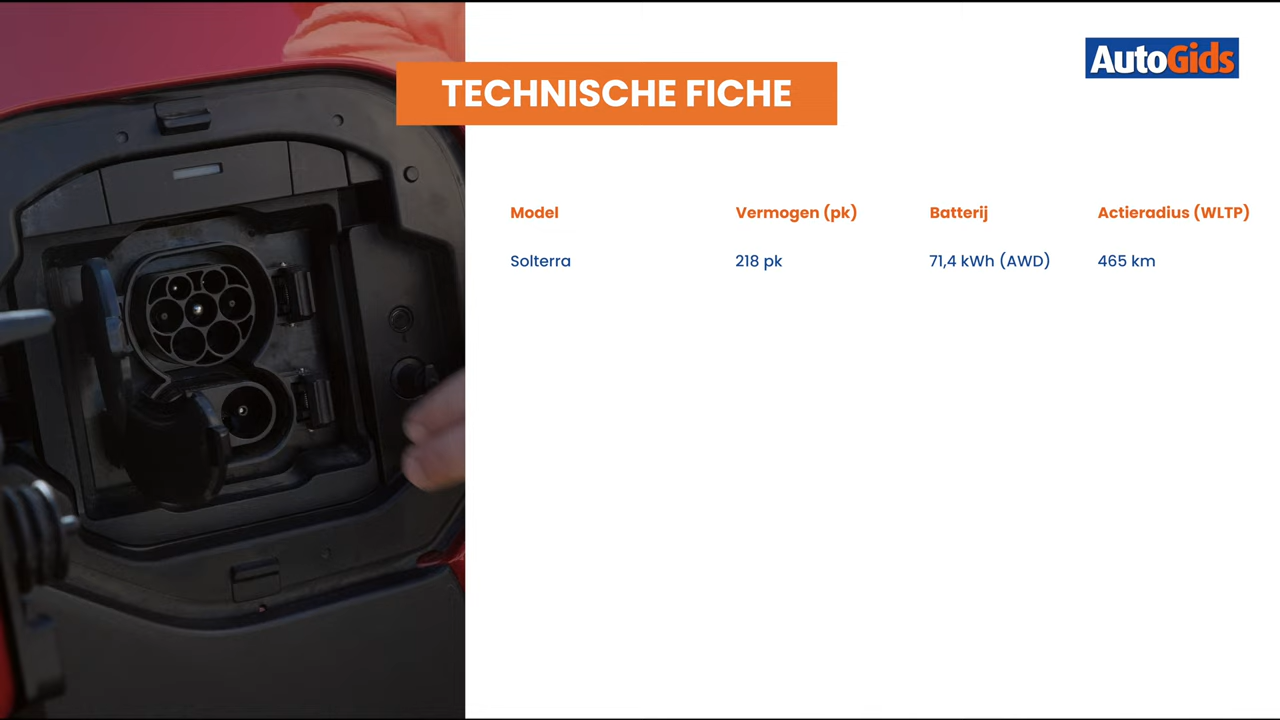 AutoGids
TECHNISCHE FICHE
Model Vermogen (pk) Batterij Actieradius (WLTP)
Solterra 218 pk 71,4 kWh (AWD) 465 km